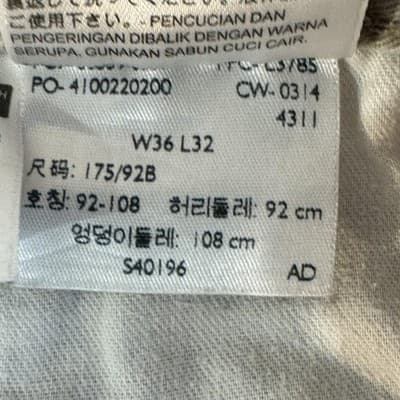 ご使用下さい。- PENCUCIAN DAN
PENGERINGAN DIBALIK DENGAN WARNA
SERUPA. GUNAKAN SABUN CUCI CAIR.
PO- 4100220200
CW- 0314
4311
W36 L32
尺码: 175/92B
호칭: 92-108 허리둘레: 92 cm
엉덩이둘레: 108 cm
S40196 AD